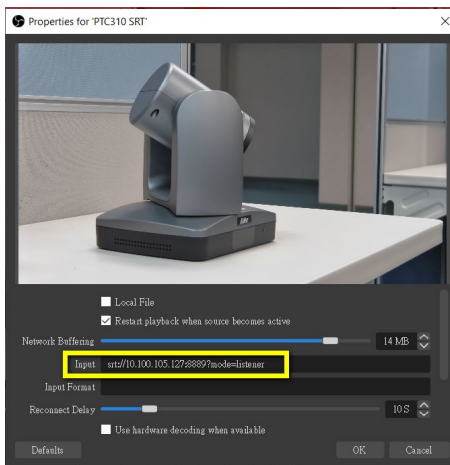 Properties for 'PTC310 SRT'
Local File
Restart playback when source becomes active
Network Buffering 14 MB
Input srt://10.100.105.127:8889?mode=listener
Input Format
Reconnect Delay 10 S
Use hardware decoding when available
Defaults OK Cancel